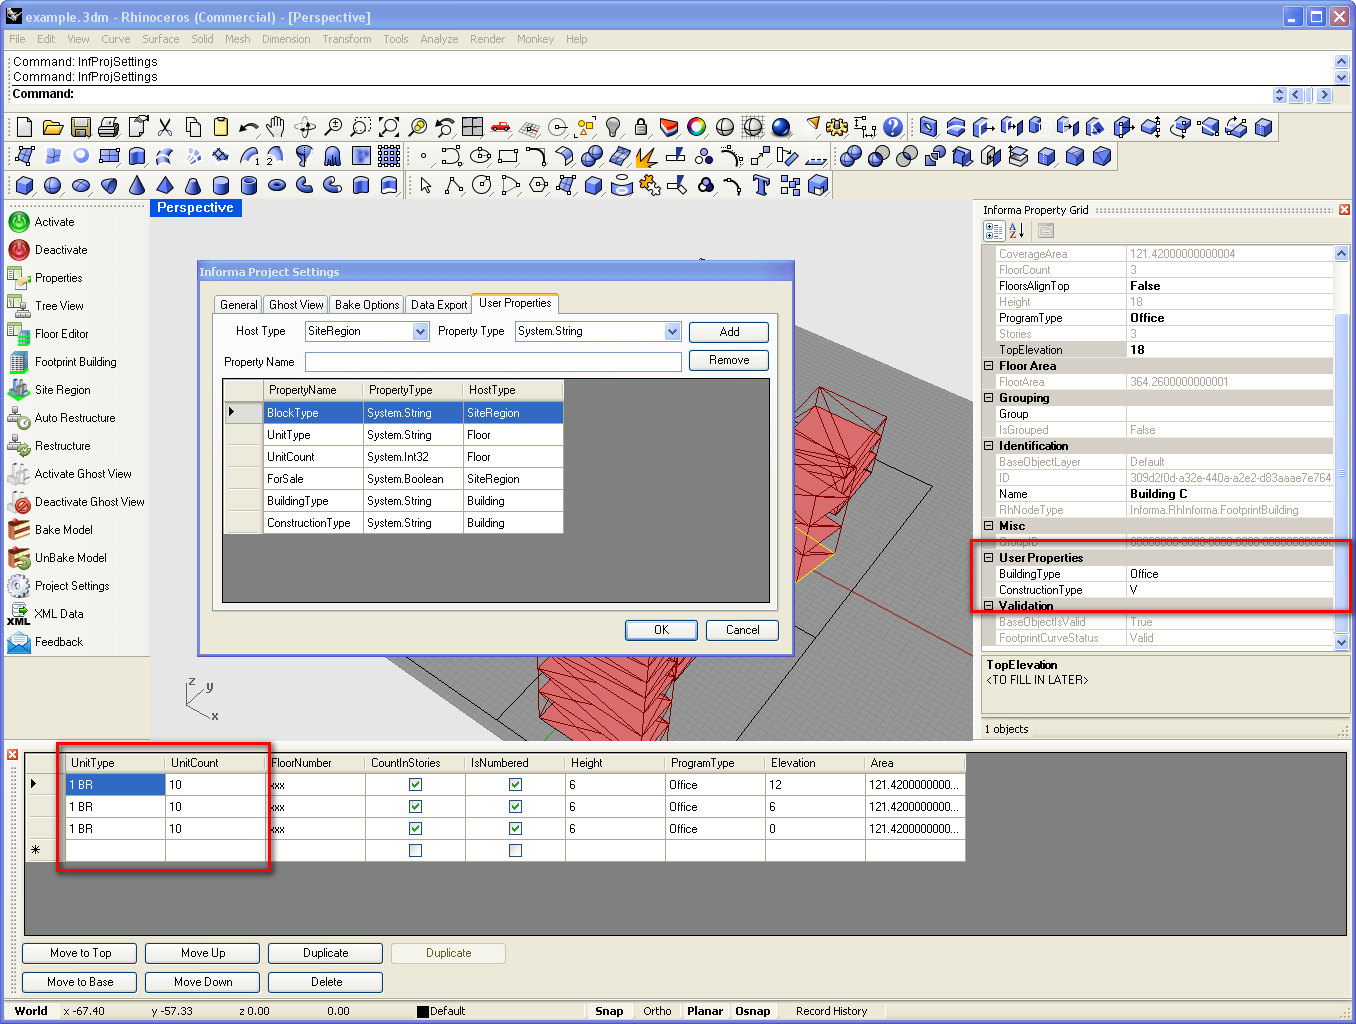 example.3dm - Rhinoceros (Commercial) - [Perspective]
File Edit View Curve Surface Solid Mesh Dimension Transform Tools Analyze Render Monkey Help
Command: InfProjSettings
Command: InfProjSettings
Command:
Perspective
Activate
Deactivate
Properties
Tree View
Floor Editor
Footprint Building
Site Region
Auto Restructure
Restructure
Activate Ghost View
Deactivate Ghost View
Bake Model
UnBake Model
Project Settings
XML XML Data
Feedback
Informa Project Settings
General Ghost View Bake Options Data Export User Properties
Host Type SiteRegion Property Type System.String Add
Property Name Remove
PropertyName PropertyType HostType
BlockType System.String SiteRegion
UnitType System.String Floor
UnitCount System.Int32 Floor
ForSale System.Boolean SiteRegion
BuildingType System.String Building
ConstructionType System.String Building
OK Cancel
z
y
x
Informa Property Grid
CoverageArea 121.42000000000004
FloorCount 3
FloorsAlignTop False
Height 18
ProgramType Office
Stories 3
TopElevation 18
Floor Area
FloorArea 364.2600000000001
Grouping
Group
IsGrouped False
Identification
BaseObjectLayer Default
ID 309d2f0d-a32e-440a-a2e2-d83aaae7e764
Name Building C
RhNodeType Informa.RhInforma.FootprintBuilding
Misc
User Properties
BuildingType Office
ConstructionType V
Validation
BaseObjectIsValid True
FootprintCurveStatus Valid
TopElevation
<TO FILL IN LATER>
1 objects
UnitType UnitCount FloorNumber CountInStories IsNumbered Height ProgramType Elevation Area
1 BR 10 xxx 6 Office 12 121.4200000000...
1 BR 10 xxx 6 Office 6 121.4200000000...
1 BR 10 xxx 6 Office 0 121.4200000000...
Move to Top Move Up Duplicate Duplicate
Move to Base Move Down Delete
World x -67.40 y -57.33 z 0.00 0.00 Default Snap Ortho Planar Osnap Record History